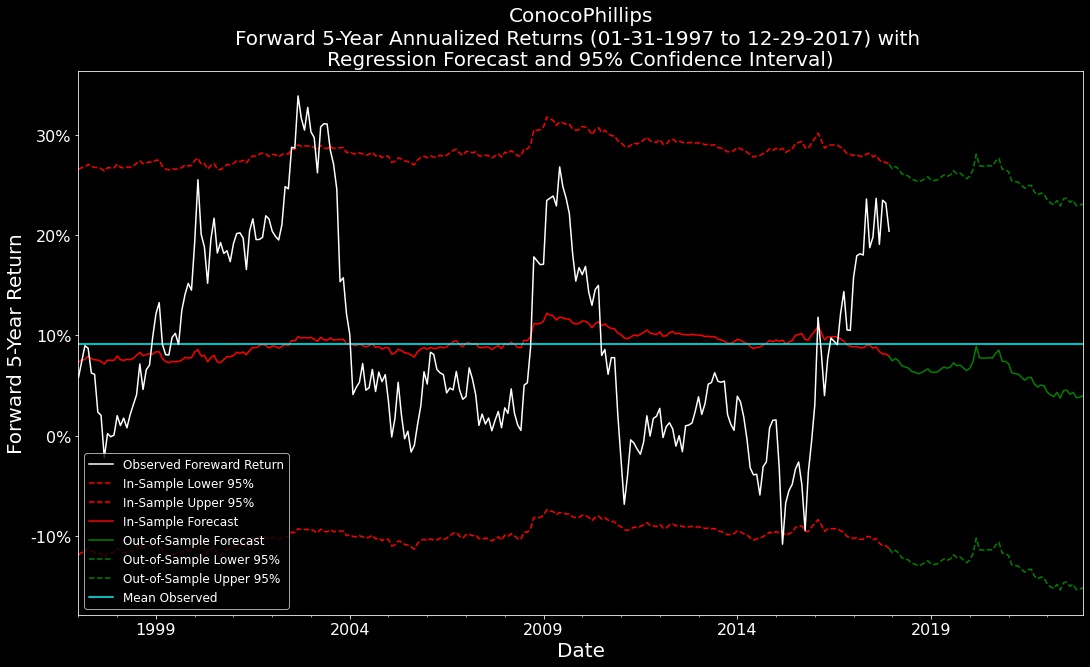 ConocoPhillips
Forward 5-Year Annualized Returns (01-31-1997 to 12-29-2017) with
Regression Forecast and 95% Confidence Interval)
Forward 5-Year Return
30%
20%
10%
0%
-10%
Observed Foreward Return
In-Sample Lower 95%
In-Sample Upper 95%
In-Sample Forecast
Out-of-Sample Forecast
Out-of-Sample Lower 95%
Out-of-Sample Upper 95%
Mean Observed
1999 2004 2009 2014 2019
Date